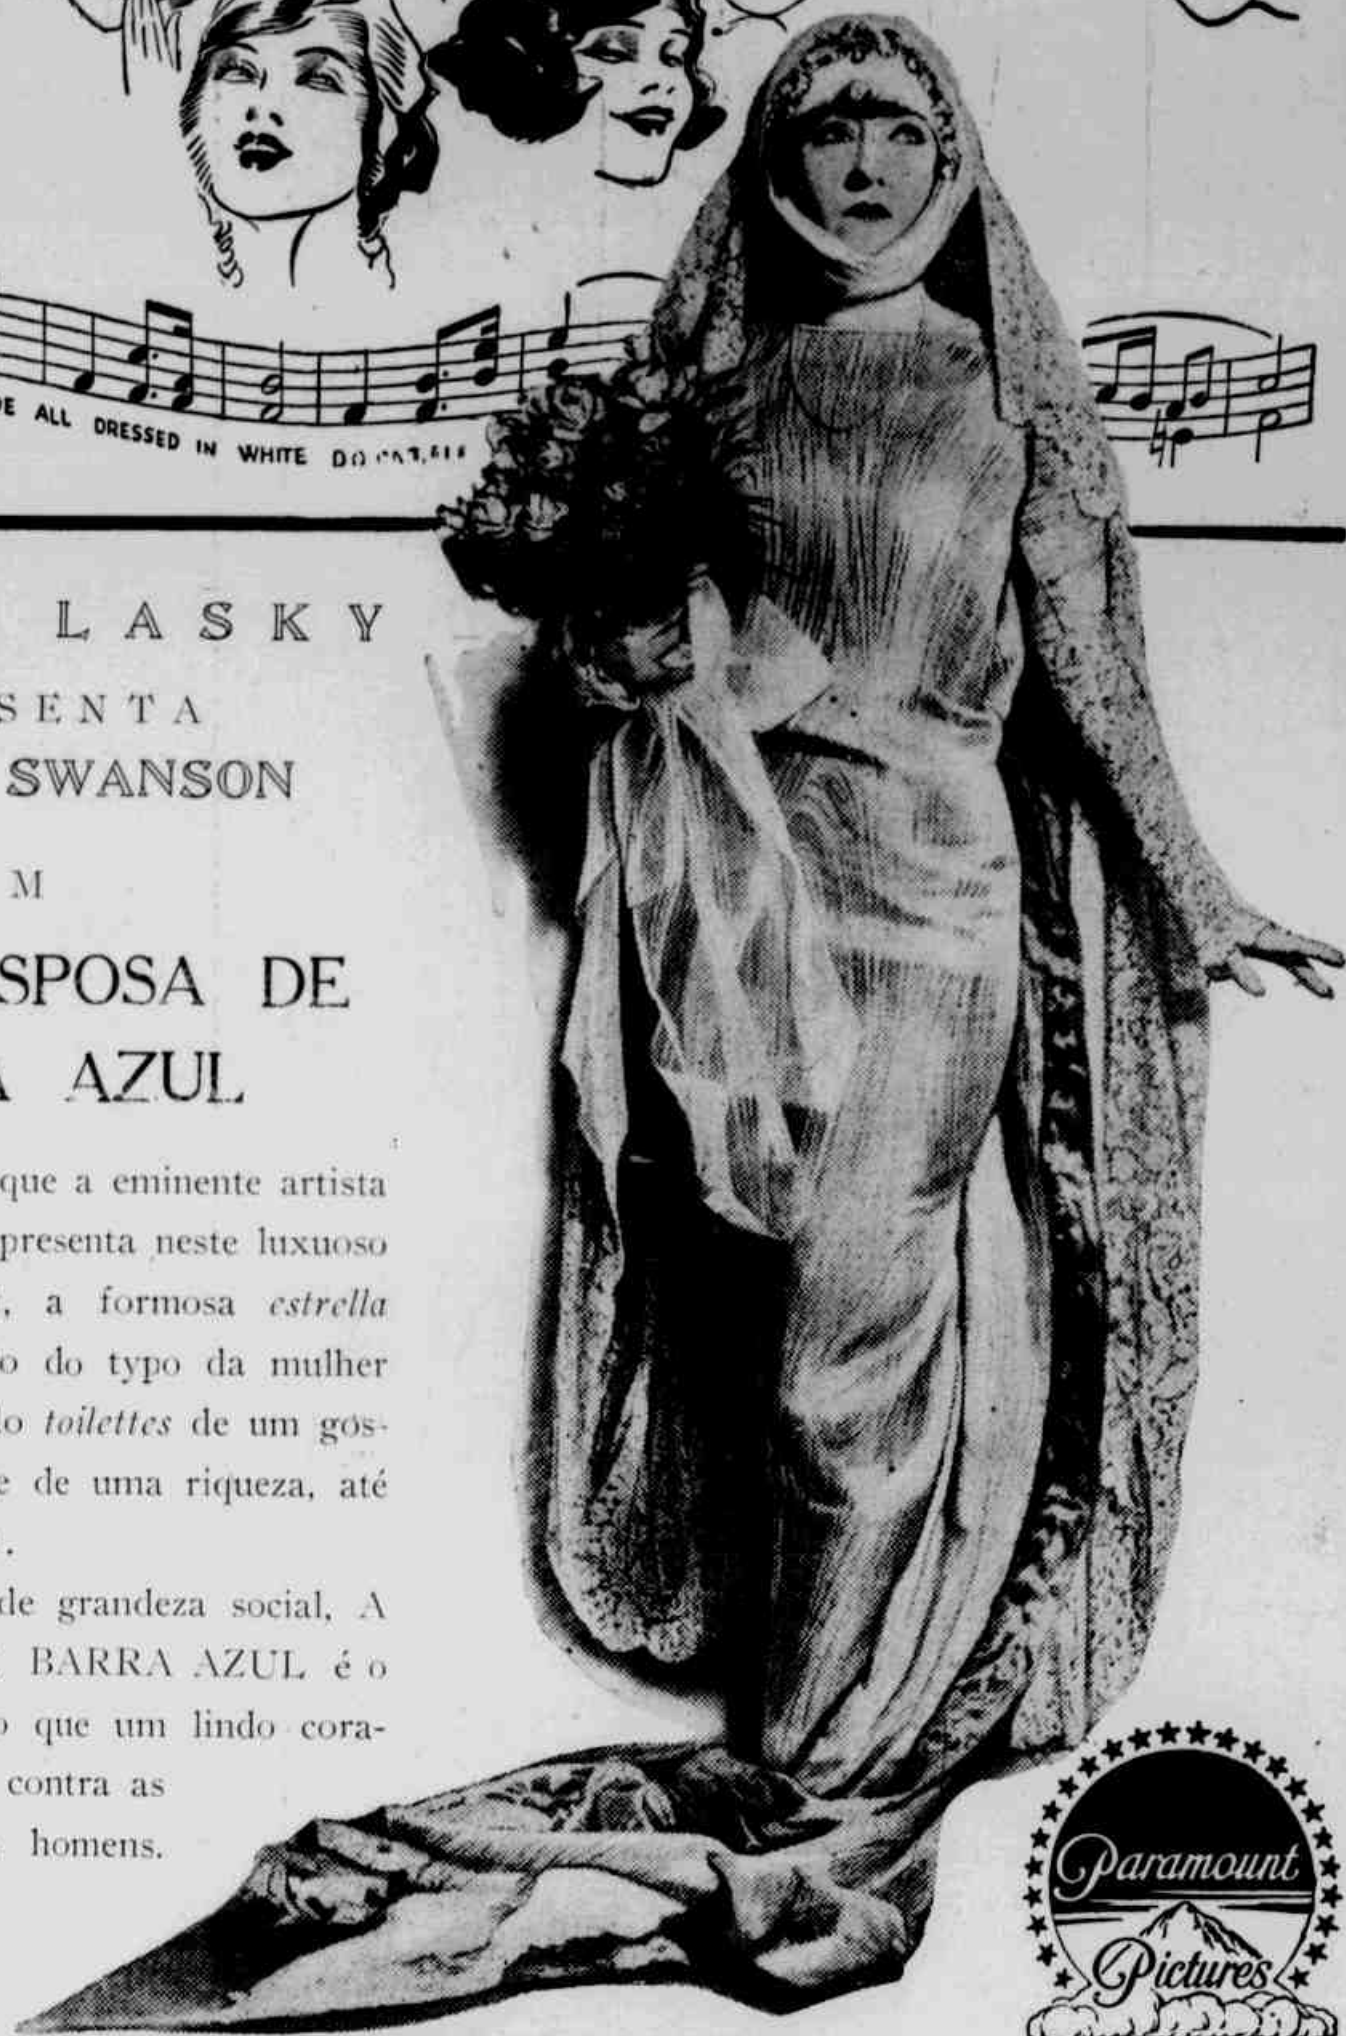 ALL DRESSED IN WHITE
LASKY
SENTA
SWANSON
M
SPOSA DE
AZUL
que a eminente artista
presenta neste luxuoso
, a formosa estrella
o do typo da mulher
do toilettes de um gos-
e de uma riqueza, até
.
de grandeza social, A
BARRA AZUL é o
o que um lindo cora-
contra as
homens.
Paramount
Pictures